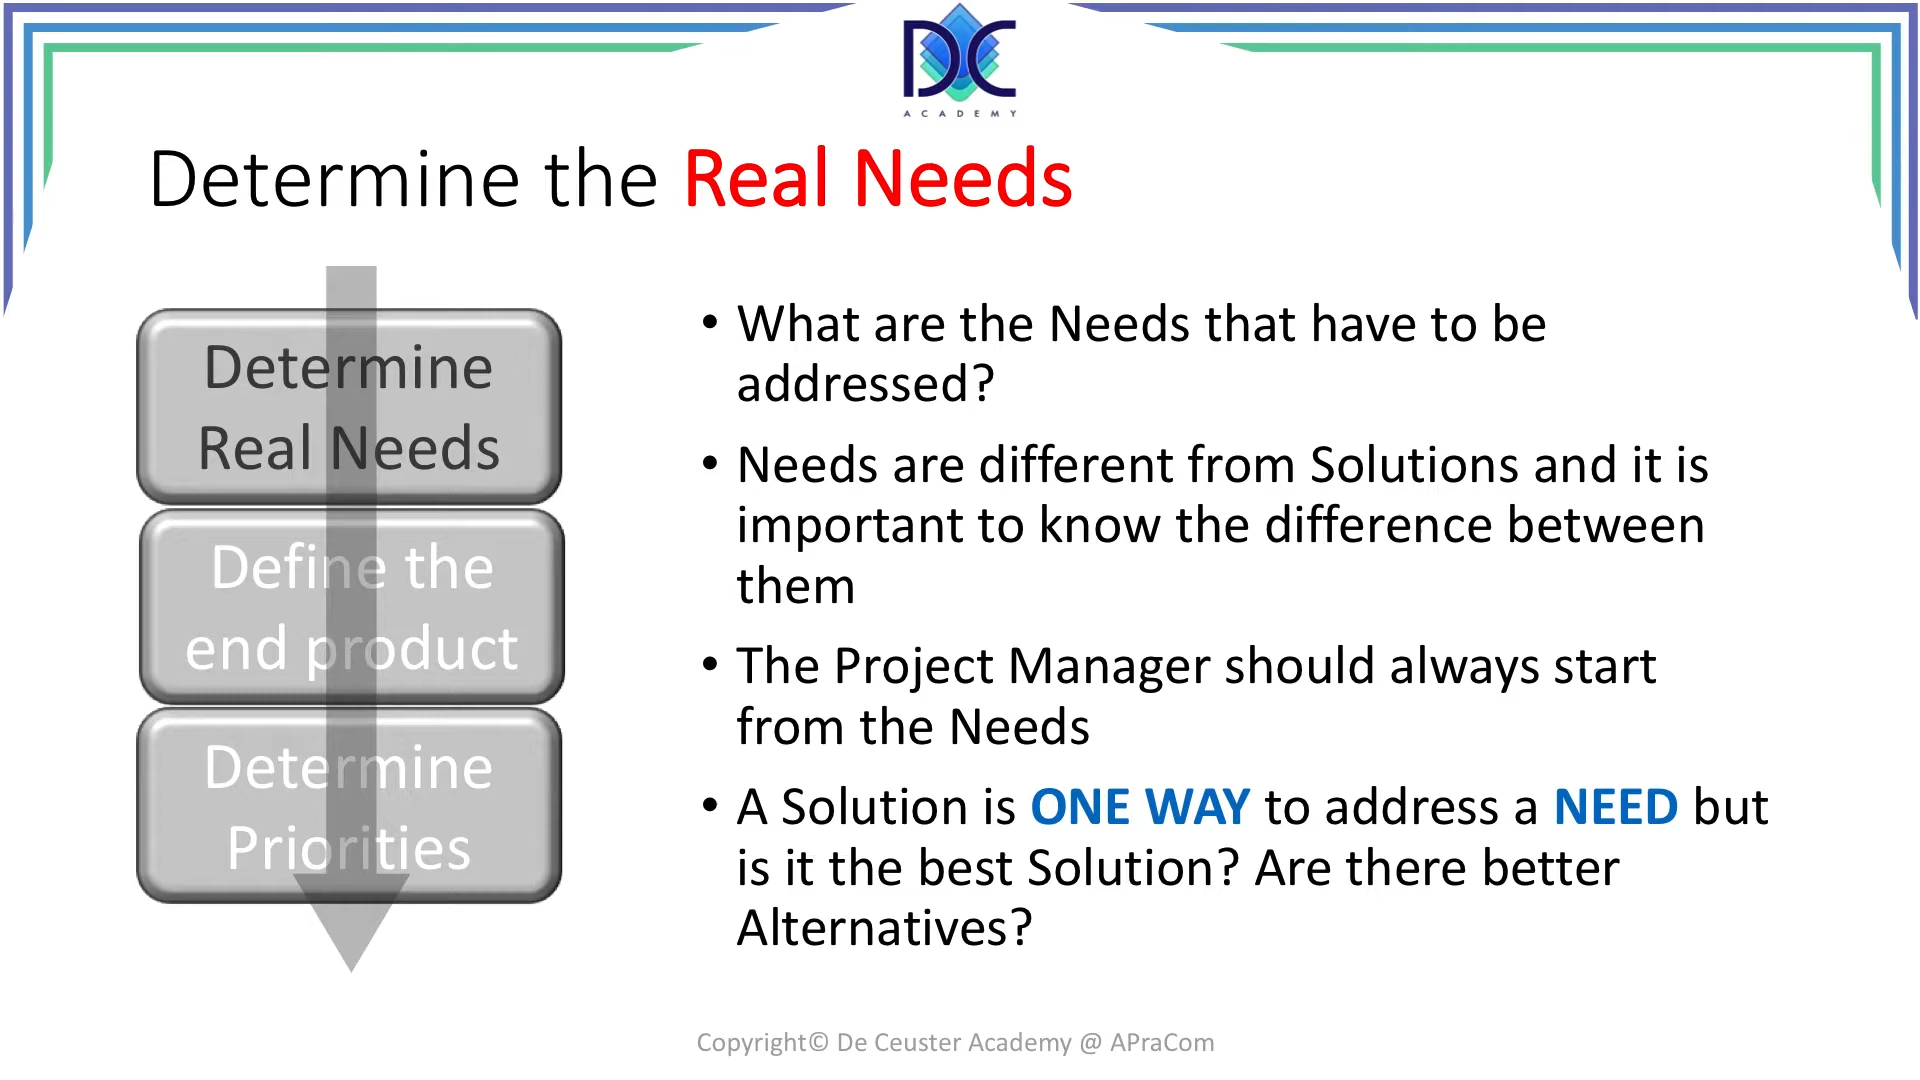 DC
ACADEMY
Determine the Real Needs
Determine
Real Needs
Define the
end product
Determine
Priorities
• What are the Needs that have to be
addressed?
• Needs are different from Solutions and it is
important to know the difference between
them
• The Project Manager should always start
from the Needs
• A Solution is ONE WAY to address a NEED but
is it the best Solution? Are there better
Alternatives?
Copyright© De Ceuster Academy @ APraCom